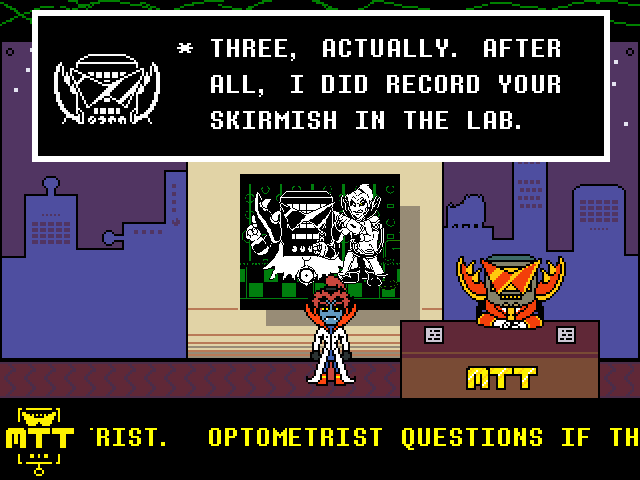 * THREE, ACTUALLY. AFTER
ALL, I DID RECORD YOUR
SKIRMISH IN THE LAB.
MTT
MTT
RIST. OPTOMETRIST QUESTIONS IF TH